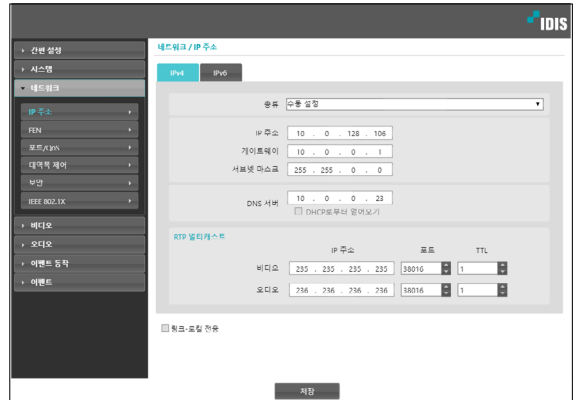 IDIS
간편 설정
시스템
네트워크
IP 주소
FEN
포트/QoS
대역폭 제어
보안
IEEE 802.1X
비디오
오디오
이벤트 동작
이벤트
네트워크 / IP 주소
IPv4 IPv6
종류 수동 설정
IP 주소 10 . 0 . 128 . 106
게이트웨이 10 . 0 . 0 . 1
서브넷 마스크 255 . 255 . 0 . 0
DNS 서버 10 . 0 . 0 . 23
DHCP로부터 얻어오기
RTP 멀티캐스트
IP 주소 포트 TTL
비디오 235 . 235 . 235 . 235 38016 1
오디오 236 . 236 . 236 . 236 38016 1
링크-로컬 전용
저장